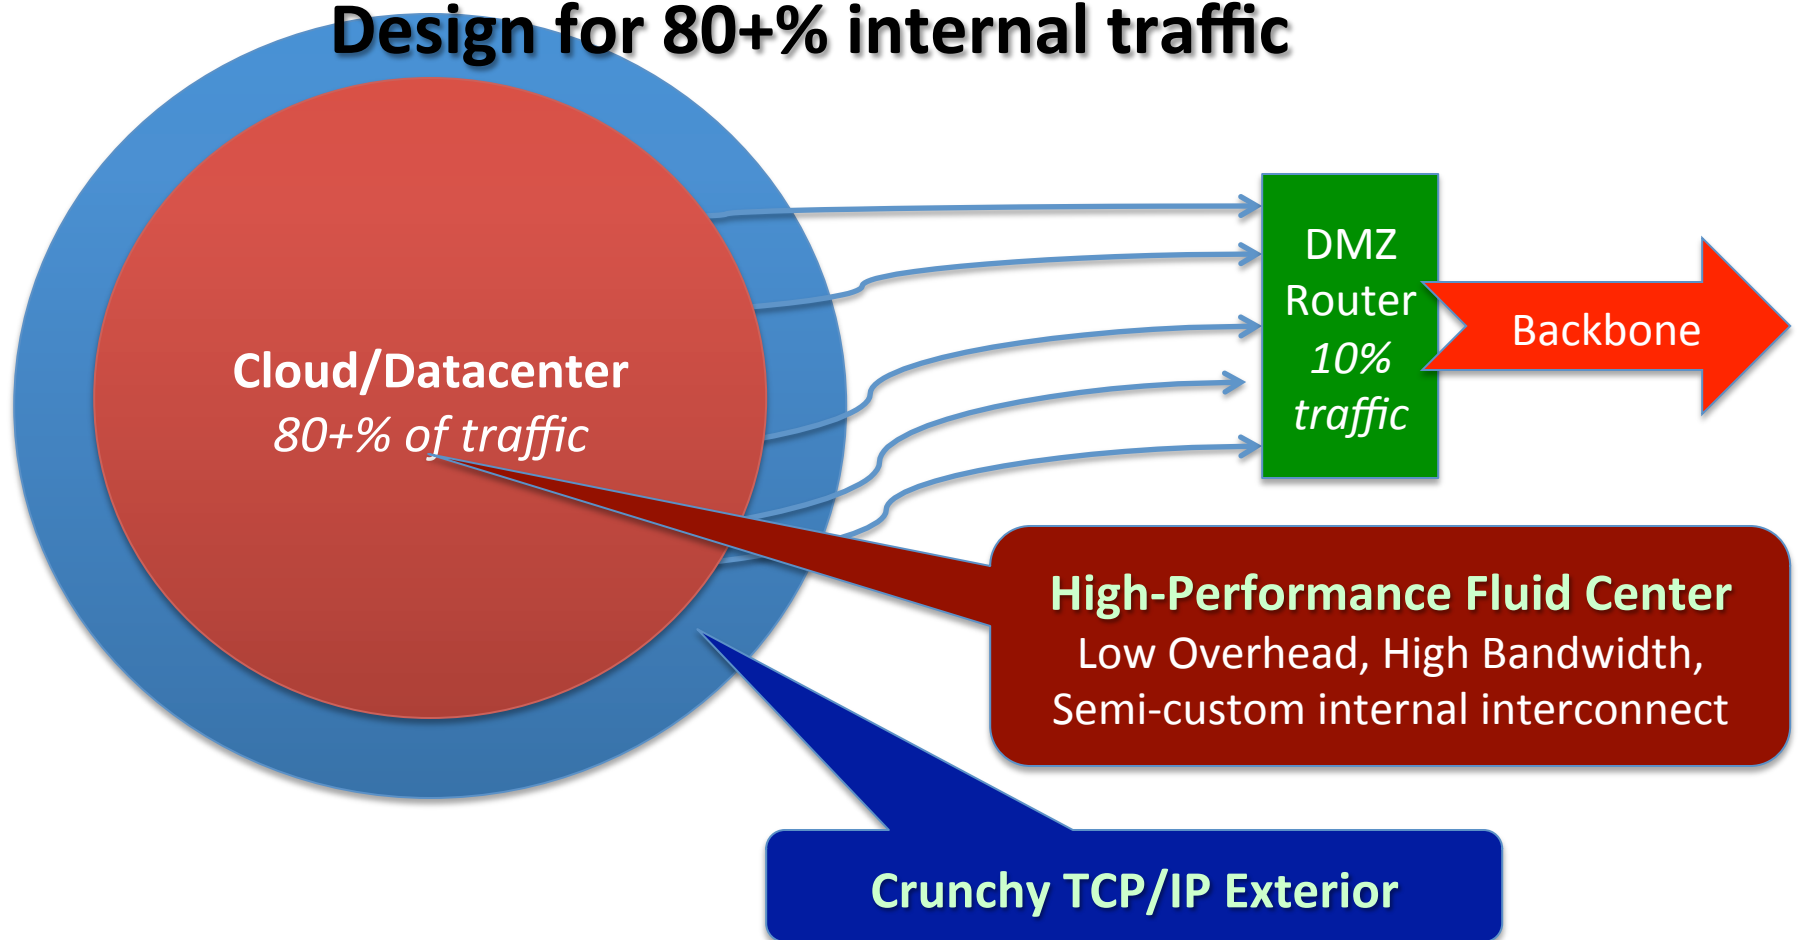 Design for 80+% internal traffic
Cloud/Datacenter
80+% of traffic
DMZ
Router
10%
traffic
Backbone
High-Performance Fluid Center
Low Overhead, High Bandwidth,
Semi-custom internal interconnect
Crunchy TCP/IP Exterior